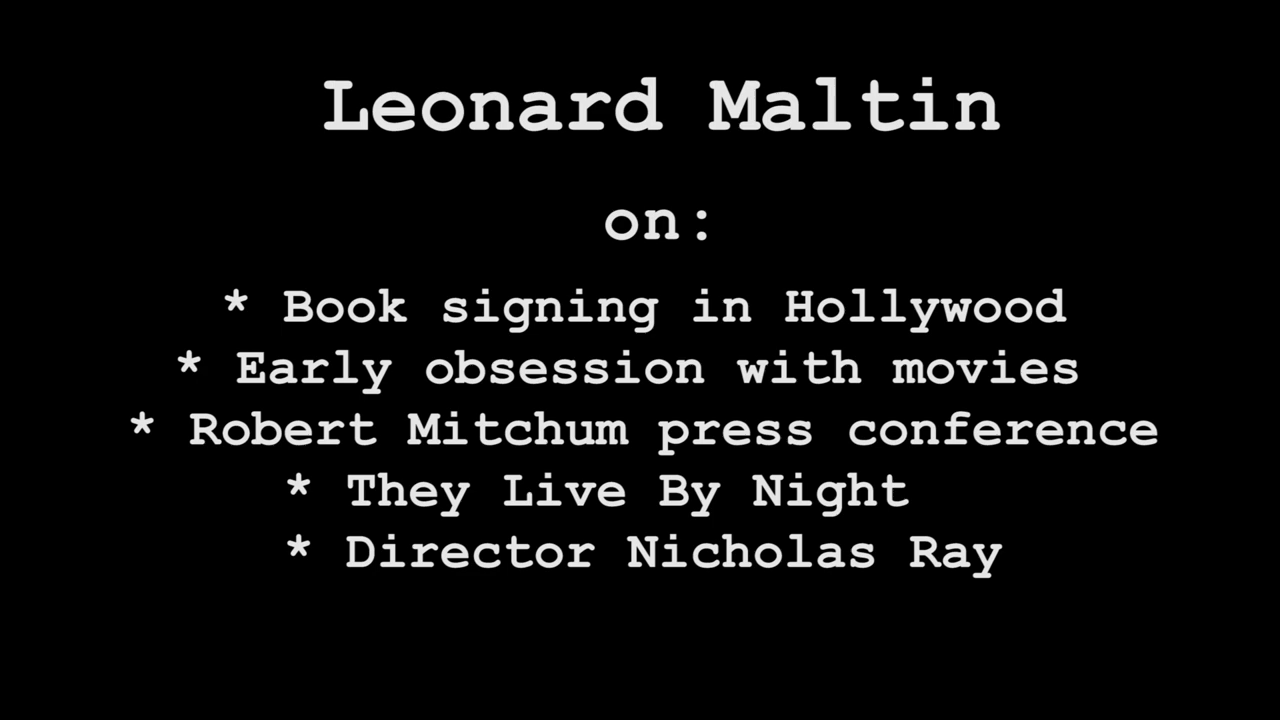 Leonard Maltin
on:
* Book signing in Hollywood
* Early obsession with movies
* Robert Mitchum press conference
* They Live By Night
* Director Nicholas Ray